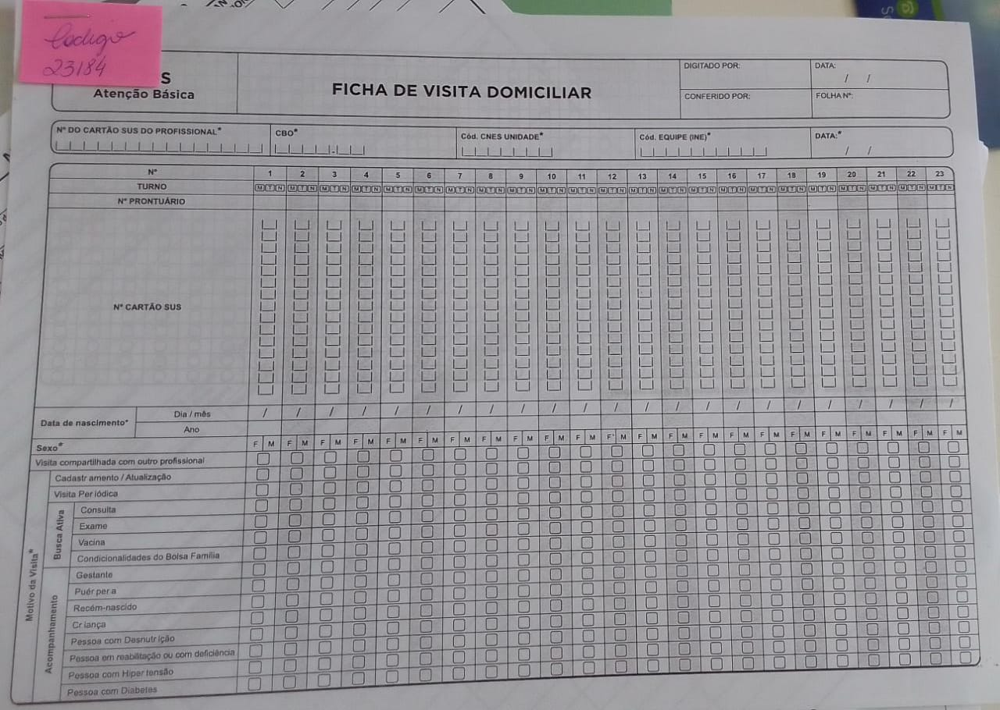 Codigo
23184
S
Atenção Básica
FICHA DE VISITA DOMICILIAR
DIGITADO POR:
DATA:
/ /
CONFERIDO POR:
FOLHA Nº:
Nº DO CARTÃO SUS DO PROFISSIONAL*
CBO*
Cód. CNES UNIDADE*
Cód. EQUIPE (INE)*
DATA:*
/ /
Nº 1 2 3 4 5 6 7 8 9 10 11 12 13 14 15 16 17 18 19 20 21 22 23
TURNO M T N M T N M T N M T N M T N M T N M T N M T N M T N M T N M T N M T N M T N M T N M T N M T N M T N M T N M T N M T N M T N M T N M T N
Nº PRONTUÁRIO
Nº CARTÃO SUS
Data de nascimento*
Dia / mês / / / / / / / / / / / / / / / / / / / / / / /
Ano
Sexo* F M F M F M F M F M F M F M F M F M F M F M F M F M F M F M F M F M F M F M F M F M F M F M
Visita compartilhada com outro profissional
Motivo da Visita*
Cadastramento / Atualização
Visita Periódica
Busca Ativa
Consulta
Exame
Vacina
Condicionalidades do Bolsa Família
Acompanhamento
Gestante
Puérpera
Recém-nascido
Criança
Pessoa com Desnutrição
Pessoa em reabilitação ou com deficiência
Pessoa com Hipertensão
Pessoa com Diabetes